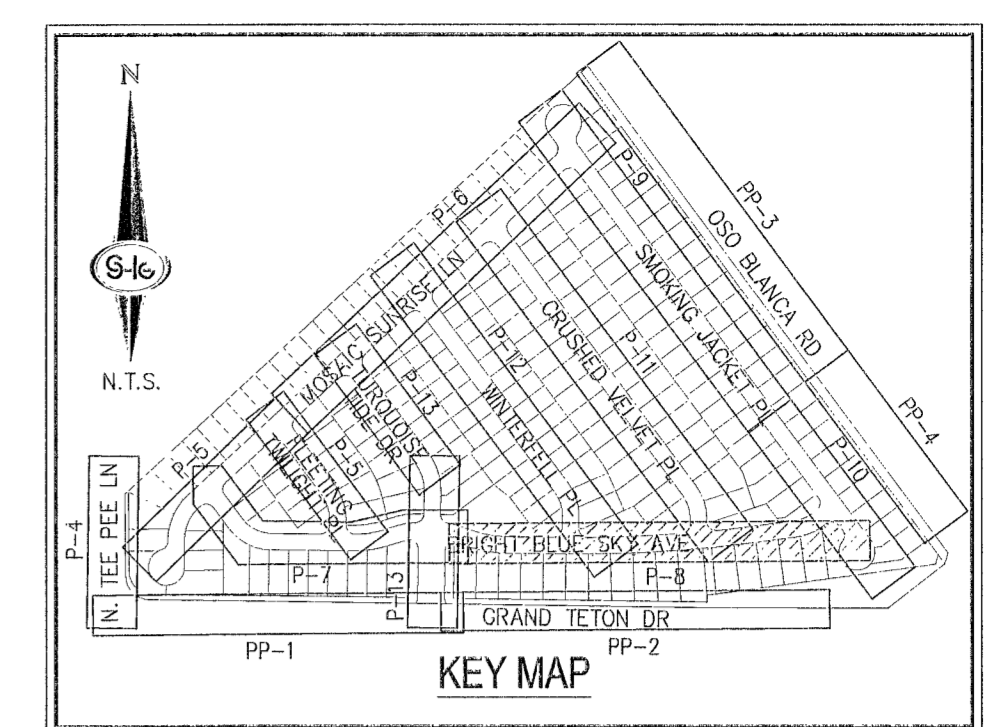 N
S-16
N.T.S.
P-6
P-9
PP-3
OSO BLANCA RD
SMOKING JACKET PL
P-11
CRUSHED VELVET PL
P-12
WINTERFELL PL
MOSAIC SUNRISE LN
P-13
TURQUOISE
TIDE DR
P-15
FLEETING
TWILIGHT PL
P-5
PP-4
P-10
P-4
N. TEE PEE LN
BRIGHT BLUE SKY AVE
P-7
P-8
P-13
GRAND TETON DR
PP-1
PP-2
KEY MAP